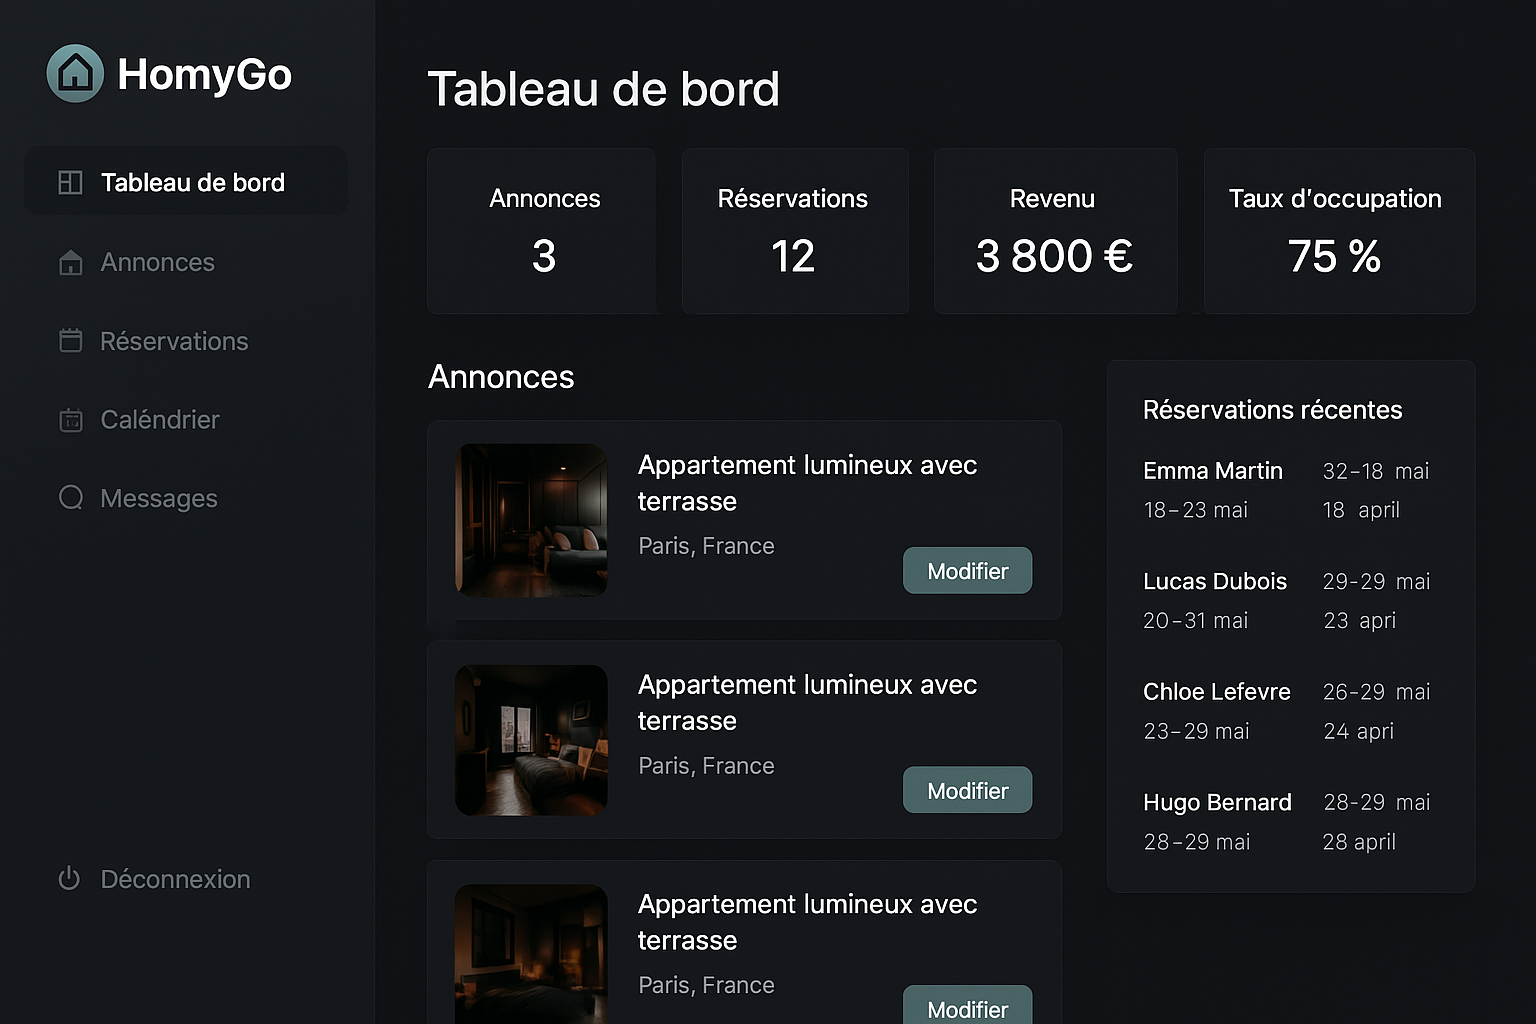 HomyGo
Tableau de bord
Annonces
Réservations
Caléndrier
Messages
Déconnexion
Tableau de bord
Annonces
3
Réservations
12
Revenu
3 800 €
Taux d'occupation
75 %
Annonces
Appartement lumineux avec
terrasse
Paris, France
Modifier
Appartement lumineux avec
terrasse
Paris, France
Modifier
Appartement lumineux avec
terrasse
Paris, France
Modifier
Réservations récentes
Emma Martin 32–18 mai
18–23 mai 18 april
Lucas Dubois 29-29 mai
20–31 mai 23 apri
Chloe Lefevre 26-29 mai
23–29 mai 24 apri
Hugo Bernard 28-29 mai
28–29 mai 28 april